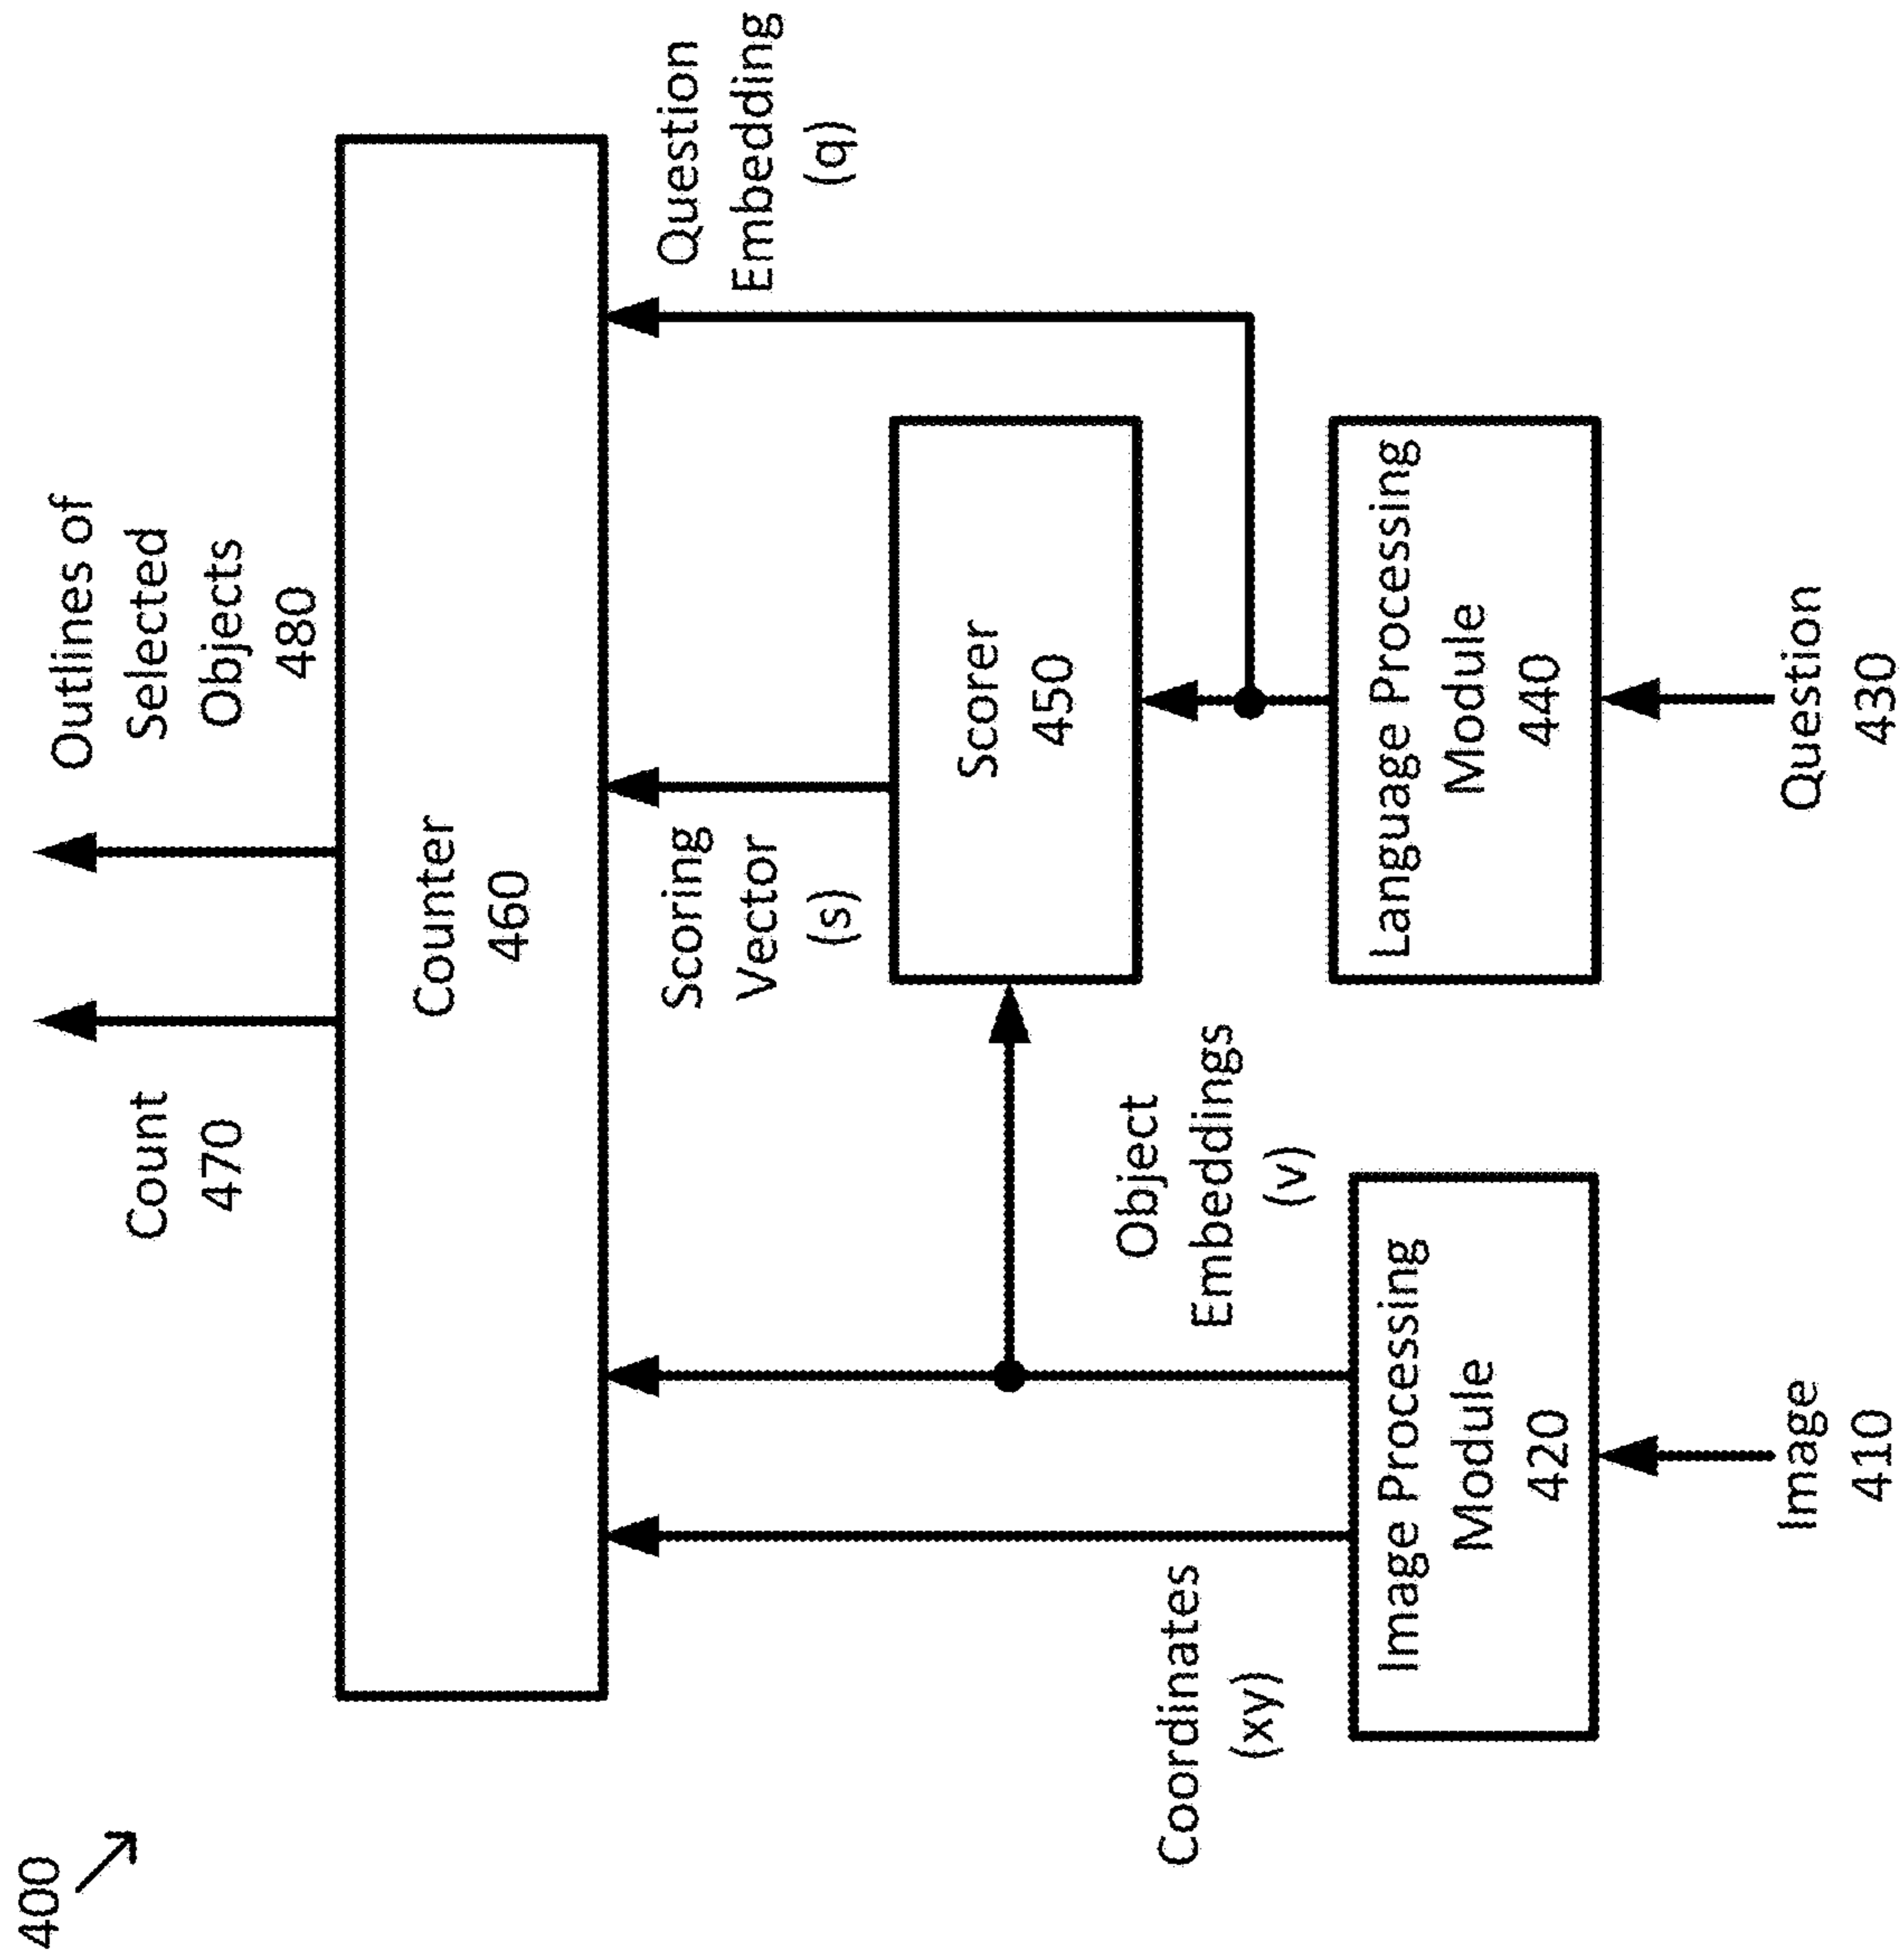 400
Count
470
Outlines of
Selected
Objects
480
Counter
460
Scoring
Vector
(s)
Question
Embedding
(q)
Scorer
450
Coordinates
(xy)
Object
Embeddings
(v)
Image Processing
Module
420
Language Processing
Module
440
Image
410
Question
430